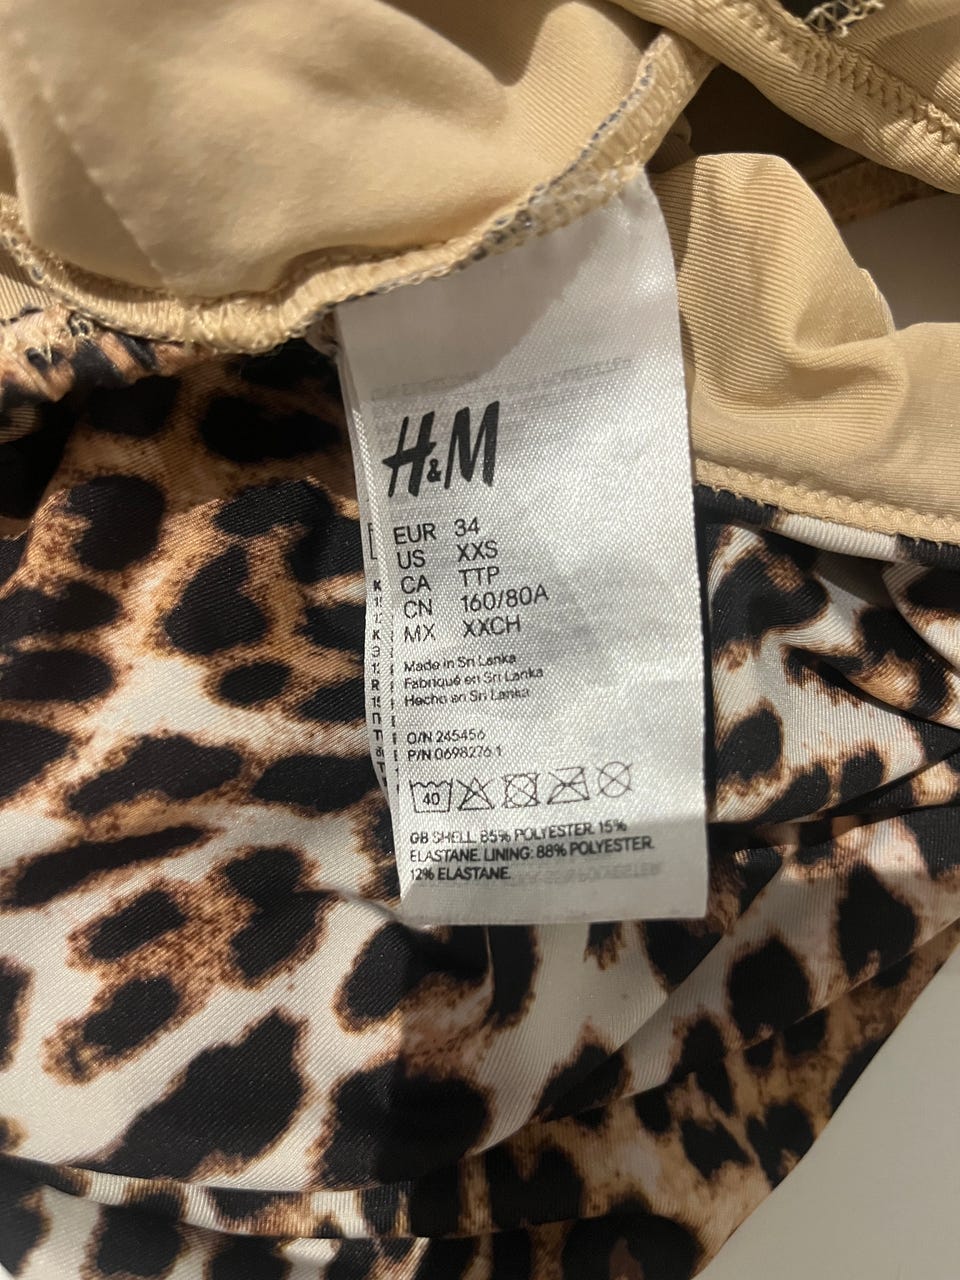 H&M
EUR 34
US XXS
CA TTP
CN 160/80A
MX XXCH
Made in Sri Lanka
Fabriqué en Sri Lanka
Hecho en Sri Lanka
O/N 245456
P/N 0698276 1
40
GB SHELL. 85% POLYESTER. 15%
ELASTANE. LINING: 88% POLYESTER.
12% ELASTANE.